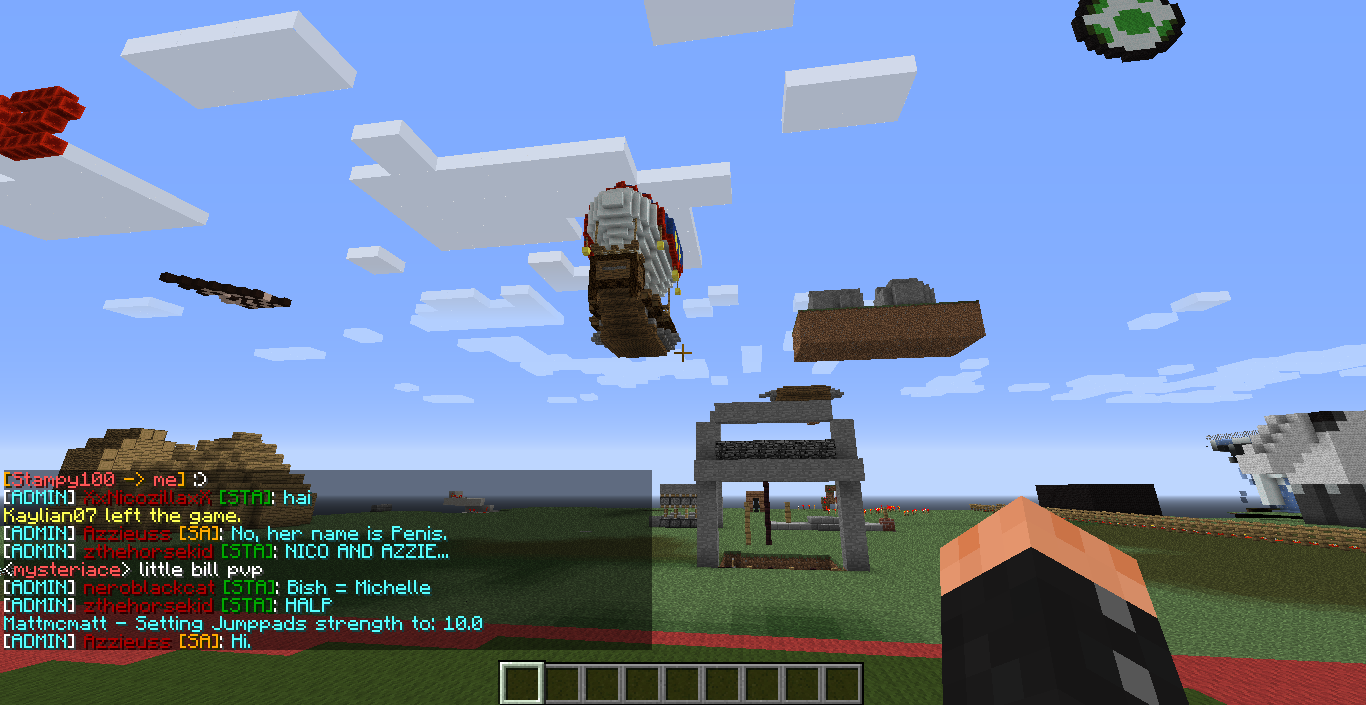 [Stampy100 -> me] :)
[ADMIN] XxNicozillaxX [STA]: hai
Kaylian07 left the game.
[ADMIN] Azzieuss [SA]: No, her name is Penis.
[ADMIN] zthehorsekid [STA]: NICO AND AZZIE...
<mysteriace> little bill pvp
[ADMIN] neroblackcat [STA]: Bish = Michelle
[ADMIN] zthehorsekid [STA]: HALP
Mattmcmatt - Setting Jumppads strength to: 10.0
[ADMIN] Azzieuss [SA]: Hi.